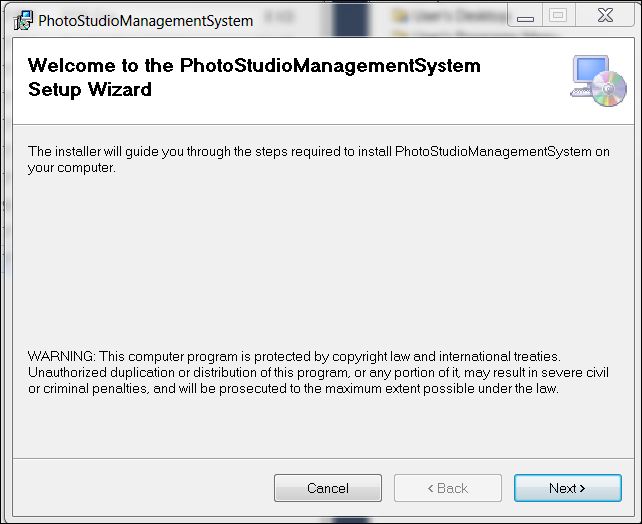 PhotoStudioManagementSystem
Welcome to the PhotoStudioManagementSystem
Setup Wizard
The installer will guide you through the steps required to install PhotoStudioManagementSystem on
your computer.
WARNING: This computer program is protected by copyright law and international treaties.
Unauthorized duplication or distribution of this program, or any portion of it, may result in severe civil
or criminal penalties, and will be prosecuted to the maximum extent possible under the law.
Cancel
< Back
Next >